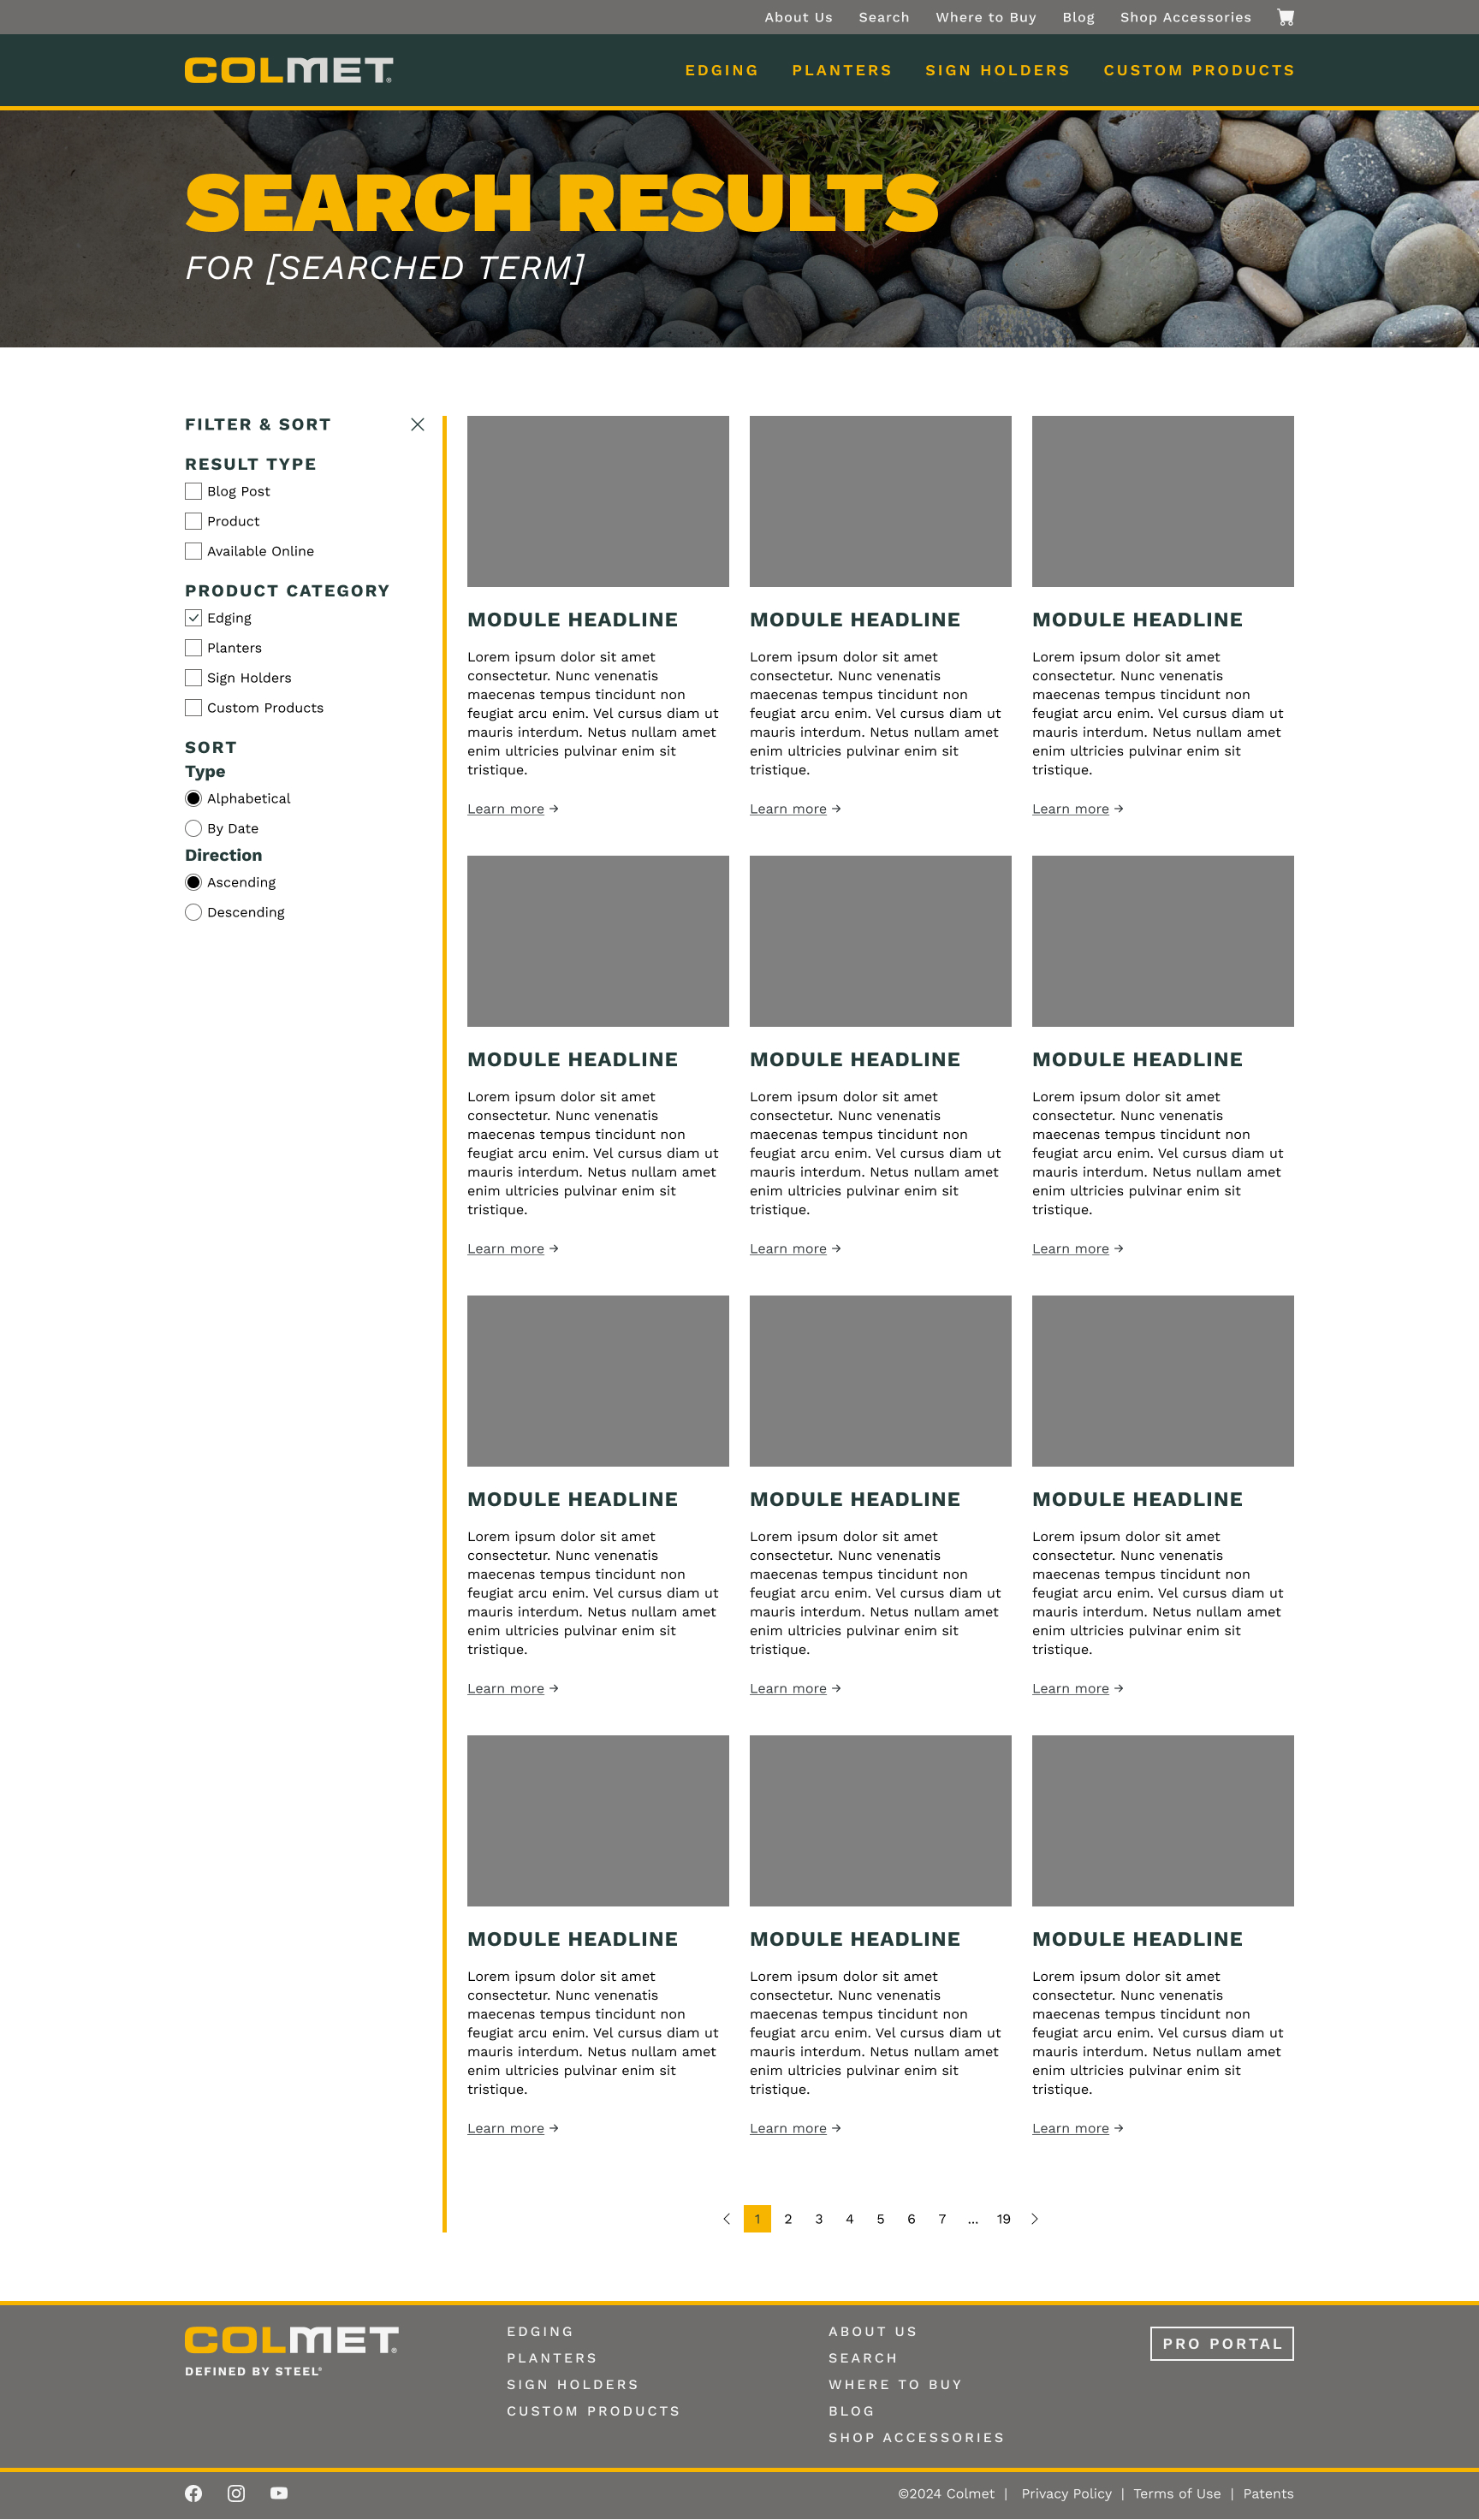 About Us Search Where to Buy Blog Shop Accessories
COLMET®
EDGING PLANTERS SIGN HOLDERS CUSTOM PRODUCTS
SEARCH RESULTS
FOR [SEARCHED TERM]
FILTER & SORT
RESULT TYPE
Blog Post
Product
Available Online
PRODUCT CATEGORY
Edging
Planters
Sign Holders
Custom Products
SORT
Type
Alphabetical
By Date
Direction
Ascending
Descending
MODULE HEADLINE
Lorem ipsum dolor sit amet
consectetur. Nunc venenatis
maecenas tempus tincidunt non
feugiat arcu enim. Vel cursus diam ut
mauris interdum. Netus nullam amet
enim ultricies pulvinar enim sit
tristique.
Learn more →
MODULE HEADLINE
Lorem ipsum dolor sit amet
consectetur. Nunc venenatis
maecenas tempus tincidunt non
feugiat arcu enim. Vel cursus diam ut
mauris interdum. Netus nullam amet
enim ultricies pulvinar enim sit
tristique.
Learn more →
MODULE HEADLINE
Lorem ipsum dolor sit amet
consectetur. Nunc venenatis
maecenas tempus tincidunt non
feugiat arcu enim. Vel cursus diam ut
mauris interdum. Netus nullam amet
enim ultricies pulvinar enim sit
tristique.
Learn more →
MODULE HEADLINE
Lorem ipsum dolor sit amet
consectetur. Nunc venenatis
maecenas tempus tincidunt non
feugiat arcu enim. Vel cursus diam ut
mauris interdum. Netus nullam amet
enim ultricies pulvinar enim sit
tristique.
Learn more →
MODULE HEADLINE
Lorem ipsum dolor sit amet
consectetur. Nunc venenatis
maecenas tempus tincidunt non
feugiat arcu enim. Vel cursus diam ut
mauris interdum. Netus nullam amet
enim ultricies pulvinar enim sit
tristique.
Learn more →
MODULE HEADLINE
Lorem ipsum dolor sit amet
consectetur. Nunc venenatis
maecenas tempus tincidunt non
feugiat arcu enim. Vel cursus diam ut
mauris interdum. Netus nullam amet
enim ultricies pulvinar enim sit
tristique.
Learn more →
MODULE HEADLINE
Lorem ipsum dolor sit amet
consectetur. Nunc venenatis
maecenas tempus tincidunt non
feugiat arcu enim. Vel cursus diam ut
mauris interdum. Netus nullam amet
enim ultricies pulvinar enim sit
tristique.
Learn more →
MODULE HEADLINE
Lorem ipsum dolor sit amet
consectetur. Nunc venenatis
maecenas tempus tincidunt non
feugiat arcu enim. Vel cursus diam ut
mauris interdum. Netus nullam amet
enim ultricies pulvinar enim sit
tristique.
Learn more →
MODULE HEADLINE
Lorem ipsum dolor sit amet
consectetur. Nunc venenatis
maecenas tempus tincidunt non
feugiat arcu enim. Vel cursus diam ut
mauris interdum. Netus nullam amet
enim ultricies pulvinar enim sit
tristique.
Learn more →
MODULE HEADLINE
Lorem ipsum dolor sit amet
consectetur. Nunc venenatis
maecenas tempus tincidunt non
feugiat arcu enim. Vel cursus diam ut
mauris interdum. Netus nullam amet
enim ultricies pulvinar enim sit
tristique.
Learn more →
MODULE HEADLINE
Lorem ipsum dolor sit amet
consectetur. Nunc venenatis
maecenas tempus tincidunt non
feugiat arcu enim. Vel cursus diam ut
mauris interdum. Netus nullam amet
enim ultricies pulvinar enim sit
tristique.
Learn more →
MODULE HEADLINE
Lorem ipsum dolor sit amet
consectetur. Nunc venenatis
maecenas tempus tincidunt non
feugiat arcu enim. Vel cursus diam ut
mauris interdum. Netus nullam amet
enim ultricies pulvinar enim sit
tristique.
Learn more →
1 2 3 4 5 6 7 ... 19
COLMET®
DEFINED BY STEEL®
EDGING
PLANTERS
SIGN HOLDERS
CUSTOM PRODUCTS
ABOUT US
SEARCH
WHERE TO BUY
BLOG
SHOP ACCESSORIES
PRO PORTAL
©2024 Colmet | Privacy Policy | Terms of Use | Patents